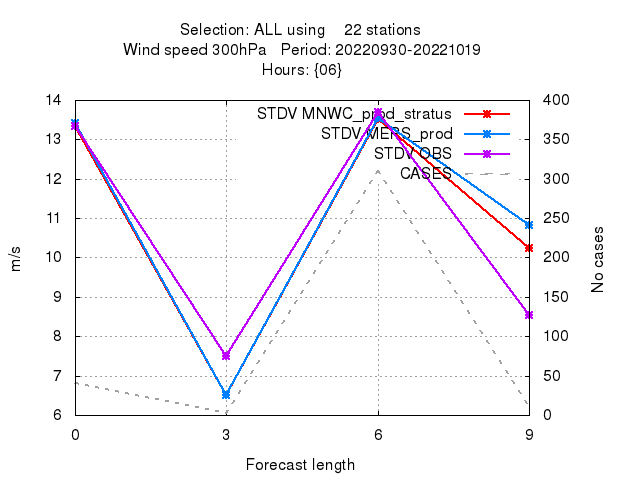 Selection: ALL using 22 stations
Wind speed 300hPa Period: 20220930-20221019
Hours: {06}
STDV MNWC_prod_stratus
STDV MEPS_prod
STDV OBS
CASES
14
13
12
11
10
9
8
7
6
400
350
300
250
200
150
100
50
0
m/s
No cases
0 3 6 9
Forecast length